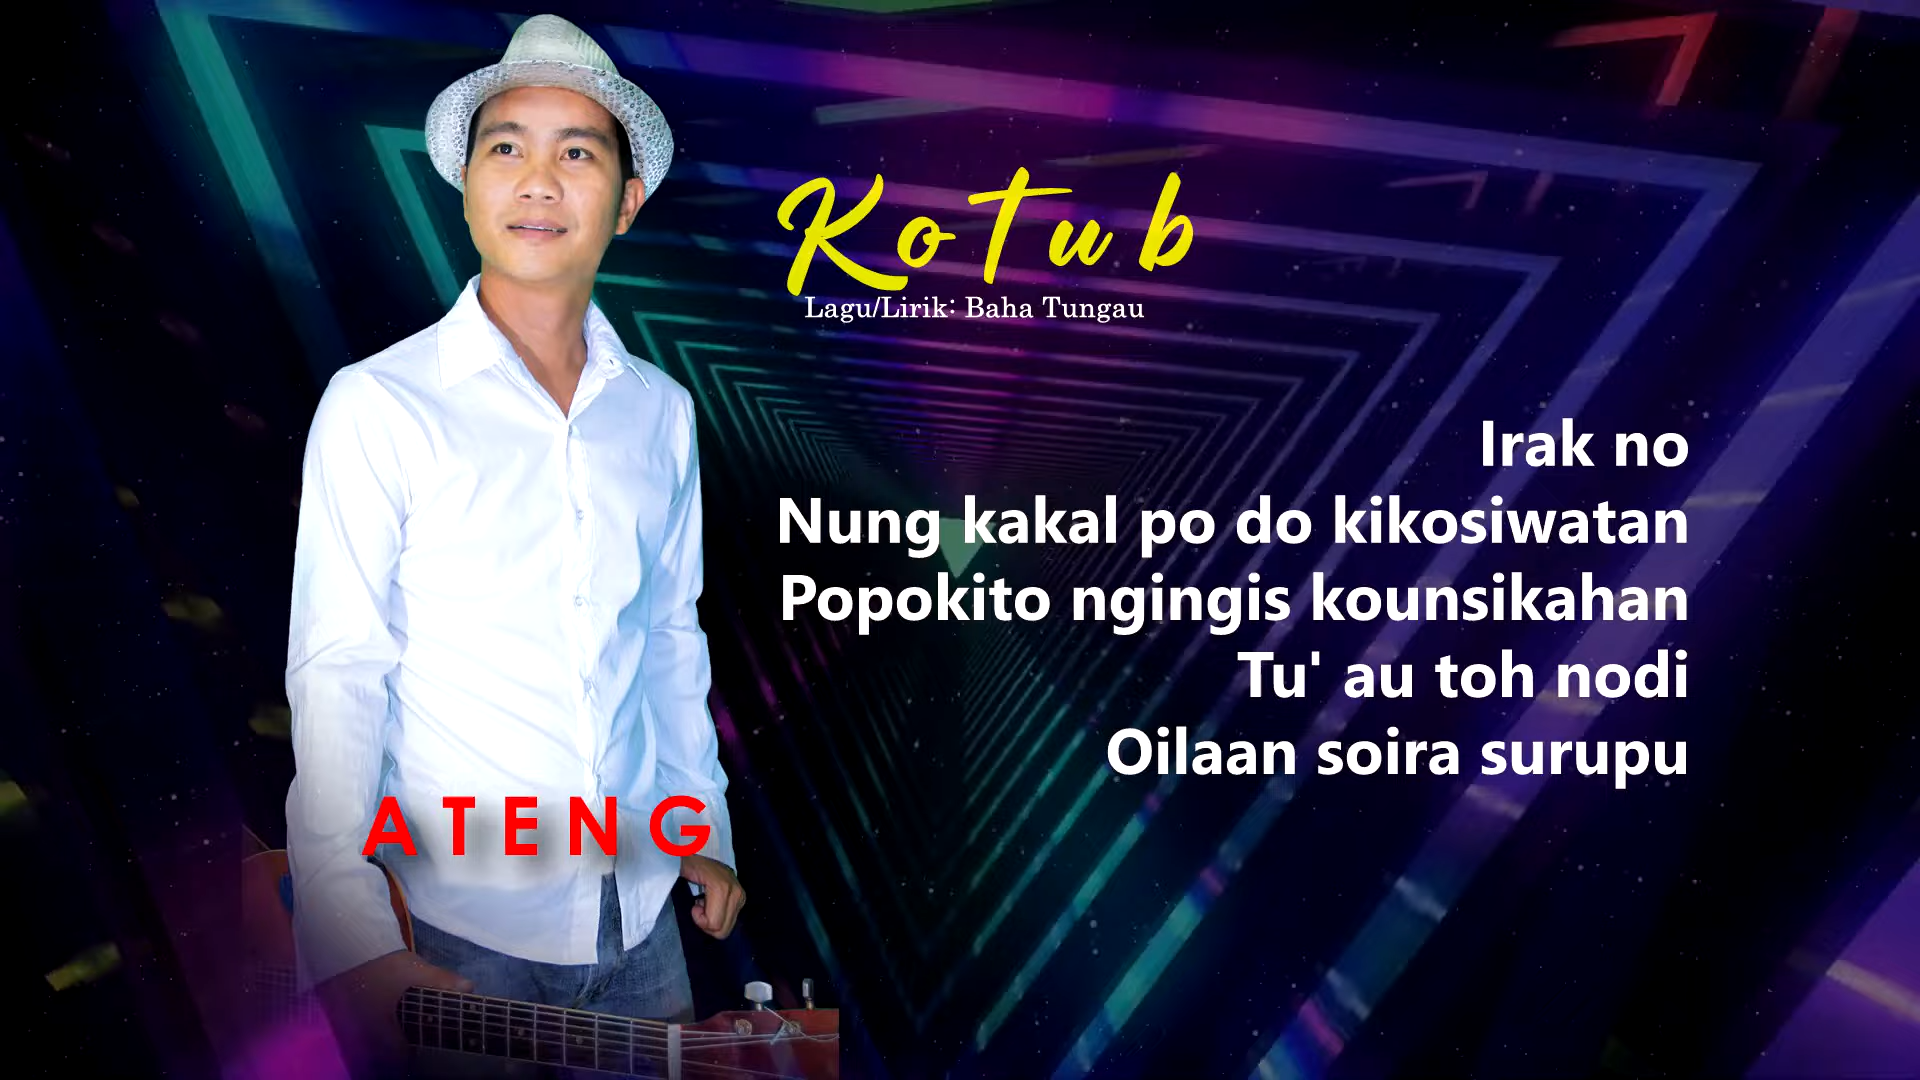 Kotub
Lagu/Lirik: Baha Tungau
Irak no
Nung kakal po do kikosiwatan
Popokito ngingis kounsikahan
Tu' au toh nodi
Oilaan soira surupu
ATENG